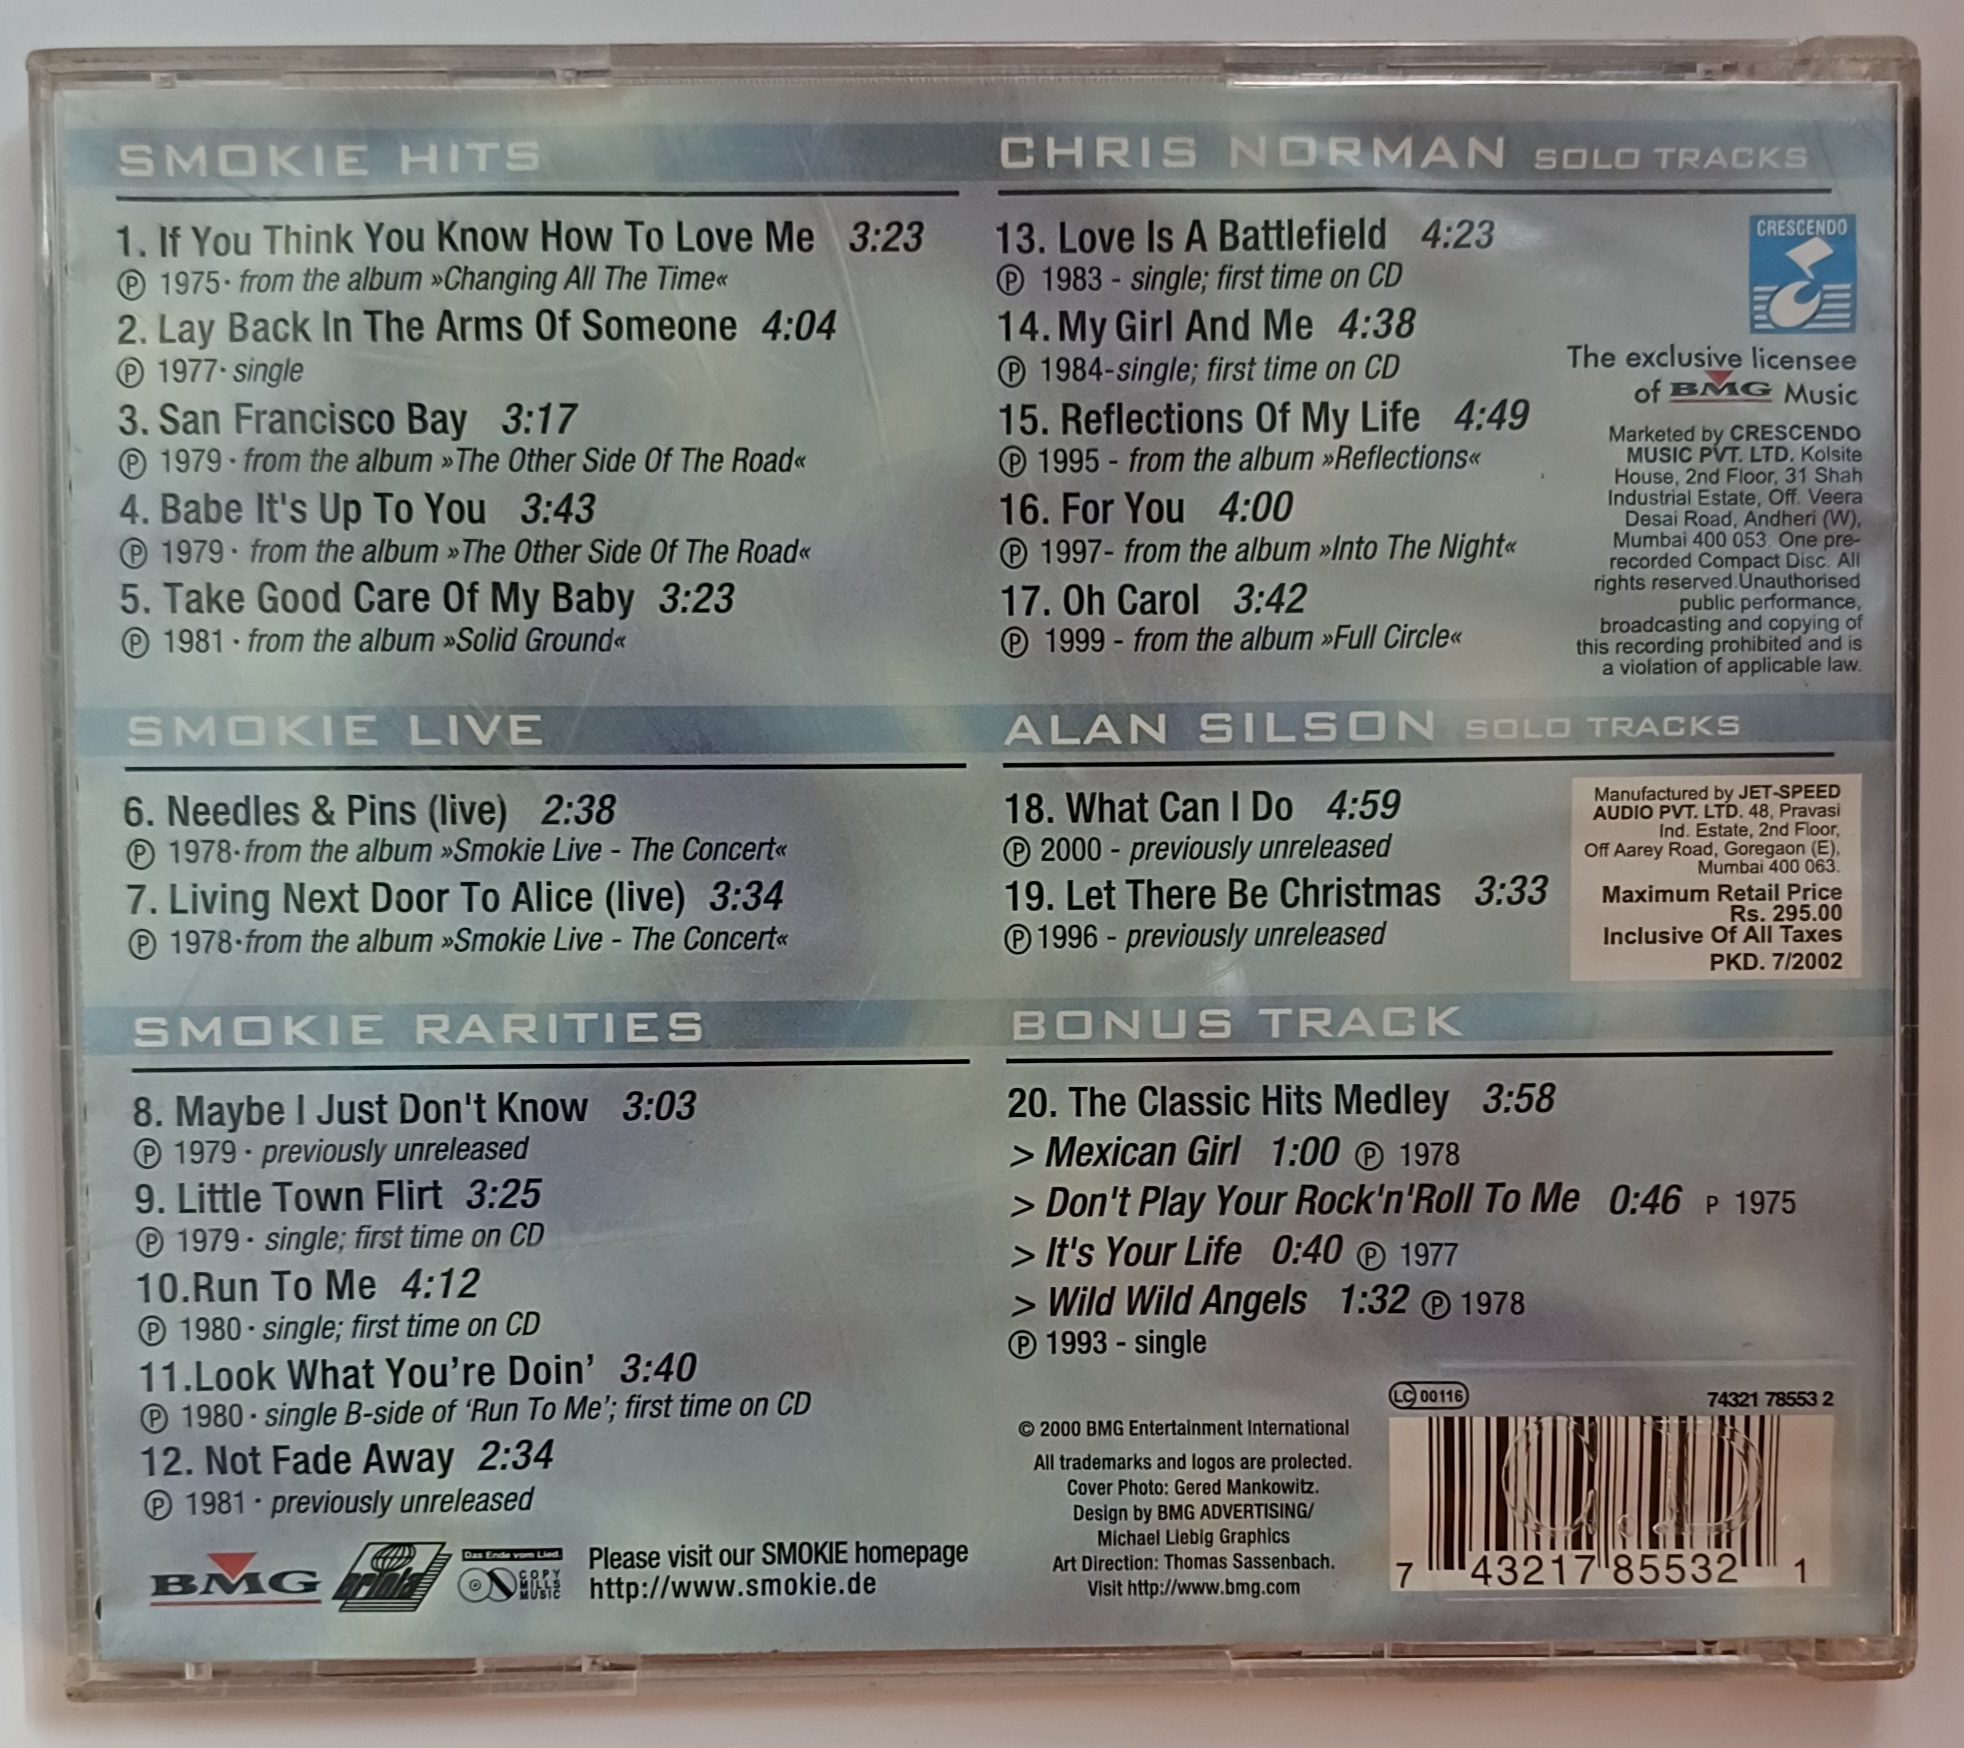 SMOKIE HITS
1. If You Think You Know How To Love Me 3:23
Ⓟ 1975· from the album »Changing All The Time«
2. Lay Back In The Arms Of Someone 4:04
Ⓟ 1977· single
3. San Francisco Bay 3:17
Ⓟ 1979 · from the album »The Other Side Of The Road«
4. Babe It's Up To You 3:43
Ⓟ 1979 · from the album »The Other Side Of The Road«
5. Take Good Care Of My Baby 3:23
Ⓟ 1981 · from the album »Solid Ground«
SMOKIE LIVE
6. Needles & Pins (live) 2:38
Ⓟ 1978·from the album »Smokie Live - The Concert«
7. Living Next Door To Alice (live) 3:34
Ⓟ 1978·from the album »Smokie Live - The Concert«
SMOKIE RARITIES
8. Maybe I Just Don't Know 3:03
Ⓟ 1979 · previously unreleased
9. Little Town Flirt 3:25
Ⓟ 1979 · single; first time on CD
10.Run To Me 4:12
Ⓟ 1980 · single; first time on CD
11.Look What You’re Doin’ 3:40
Ⓟ 1980 · single B-side of ‘Run To Me’; first time on CD
12. Not Fade Away 2:34
Ⓟ 1981 · previously unreleased
BMG
ariola
Das Ende vom Lied.
COPY
MILLS
MUSIC
Please visit our SMOKIE homepage
http://www.smokie.de
CHRIS NORMAN SOLO TRACKS
13. Love Is A Battlefield 4:23
Ⓟ 1983 - single; first time on CD
14. My Girl And Me 4:38
Ⓟ 1984-single; first time on CD
15. Reflections Of My Life 4:49
Ⓟ 1995 - from the album »Reflections«
16. For You 4:00
Ⓟ 1997- from the album »Into The Night«
17. Oh Carol 3:42
Ⓟ 1999 - from the album »Full Circle«
CRESCENDO
The exclusive licensee
of BMG Music
Marketed by CRESCENDO
MUSIC PVT. LTD. Kolsite
House, 2nd Floor, 31 Shah
Industrial Estate, Off. Veera
Desai Road, Andheri (W),
Mumbai 400 053. One pre-
recorded Compact Disc. All
rights reserved.Unauthorised
public performance,
broadcasting and copying of
this recording prohibited and is
a violation of applicable law.
ALAN SILSON SOLO TRACKS
18. What Can I Do 4:59
Ⓟ 2000 - previously unreleased
19. Let There Be Christmas 3:33
Ⓟ 1996 - previously unreleased
Manufactured by JET-SPEED
AUDIO PVT. LTD. 48, Pravasi
Ind. Estate, 2nd Floor,
Off Aarey Road, Goregaon (E),
Mumbai 400 063.
Maximum Retail Price
Rs. 295.00
Inclusive Of All Taxes
PKD. 7/2002
BONUS TRACK
20. The Classic Hits Medley 3:58
> Mexican Girl 1:00 Ⓟ 1978
> Don't Play Your Rock'n'Roll To Me 0:46 P 1975
> It's Your Life 0:40 Ⓟ 1977
> Wild Wild Angels 1:32 Ⓟ 1978
Ⓟ 1993 - single
© 2000 BMG Entertainment International
All trademarks and logos are protected.
Cover Photo: Gered Mankowitz.
Design by BMG ADVERTISING/
Michael Liebig Graphics
Art Direction: Thomas Sassenbach.
Visit http://www.bmg.com
LC 00116
74321 78553 2
7 43217 85532 1